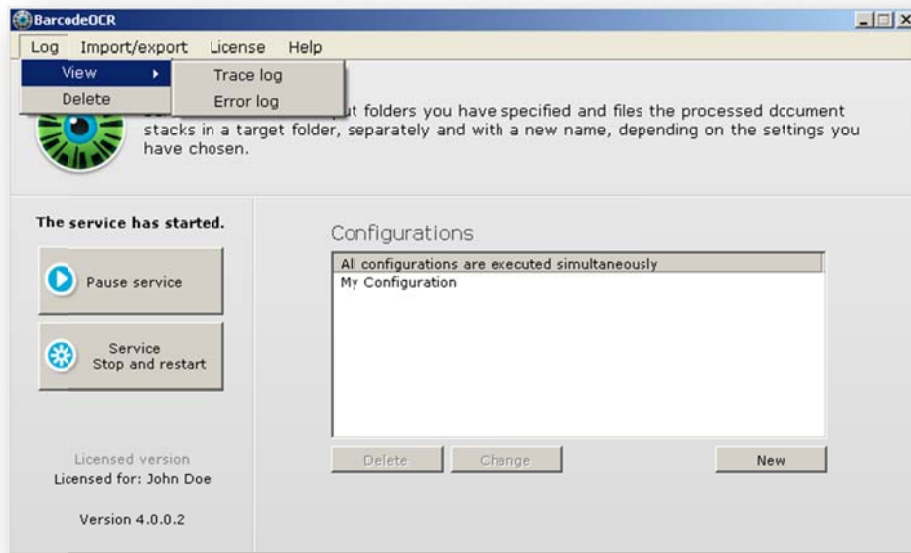 BarcodeOCR
Log Import/export License Help
View Trace log
Delete Error log
put folders you have specified and files the processed document
stacks in a target folder, separately and with a new name, depending on the settings you
have chosen.
The service has started.
Configurations
All configurations are executed simultaneously
My Configuration
Pause service
Service
Stop and restart
Delete Change New
Licensed version
Licensed for: John Doe
Version 4.0.0.2